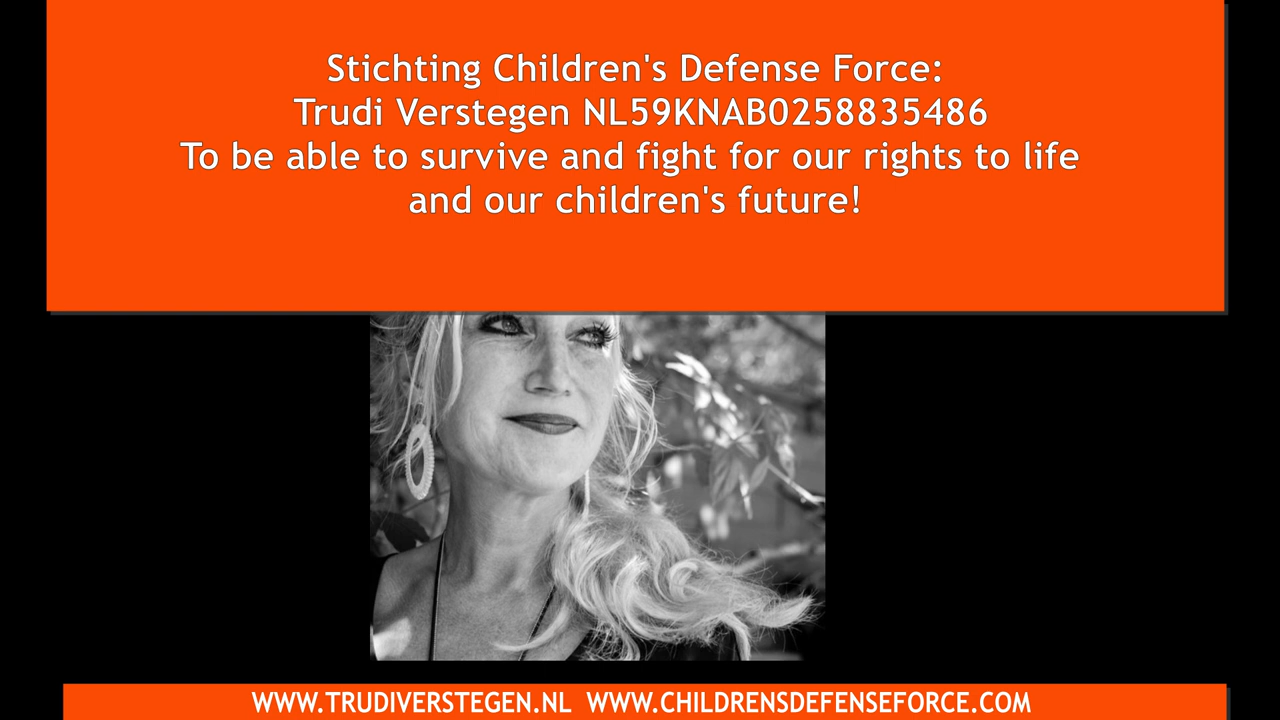 Stichting Children's Defense Force:
Trudi Verstegen NL59KNAB0258835486
To be able to survive and fight for our rights to life
and our children's future!
WWW.TRUDIVERSTEGEN.NL WWW.CHILDRENSDEFENSEFORCE.COM